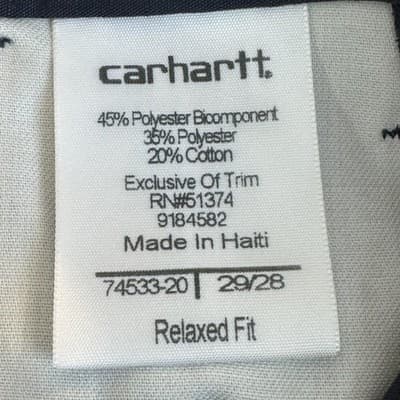 carhartt.
45% Polyester Bicomponent
35% Polyester
20% Cotton
Exclusive Of Trim
RN#51374
9184582
Made In Haiti
74533-20 | 29/28
Relaxed Fit